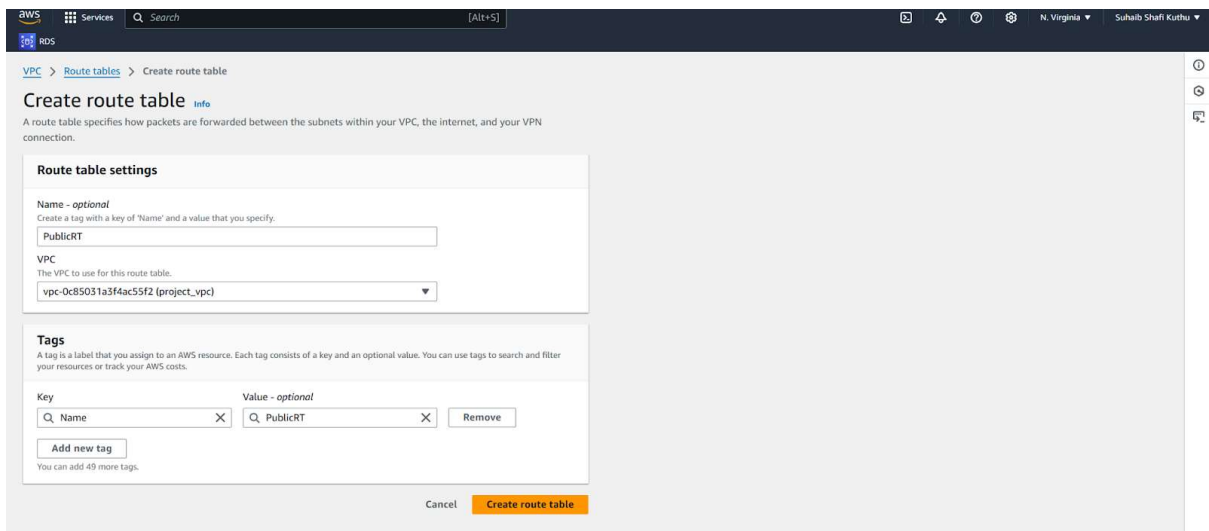 aws
Services
Search
[Alt+S]
N. Virginia
Suhaib Shafi Kuthu
RDS
VPC > Route tables > Create route table
Create route table Info
A route table specifies how packets are forwarded between the subnets within your VPC, the internet, and your VPN
connection.
Route table settings
Name - optional
Create a tag with a key of 'Name' and a value that you specify.
PublicRT
VPC
The VPC to use for this route table.
vpc-0c85031a3f4ac55f2 (project_vpc)
Tags
A tag is a label that you assign to an AWS resource. Each tag consists of a key and an optional value. You can use tags to search and filter
your resources or track your AWS costs.
Key
Value - optional
Name
PublicRT
Remove
Add new tag
You can add 49 more tags.
Cancel
Create route table